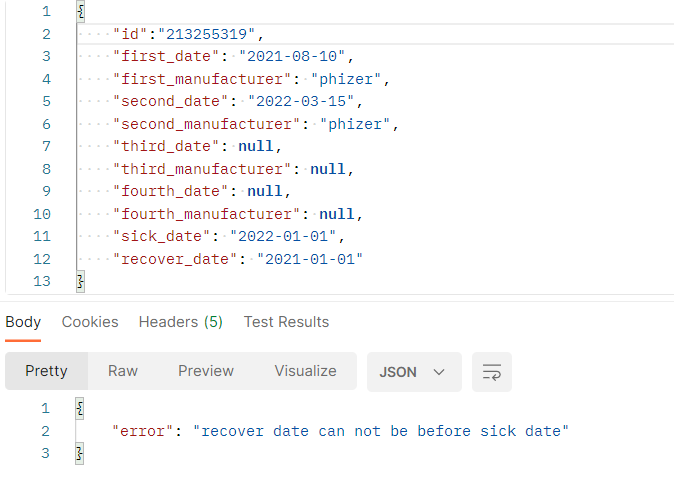 1 {
2 "id":"213255319",
3 "first_date": "2021-08-10",
4 "first_manufacturer": "phizer",
5 "second_date": "2022-03-15",
6 "second_manufacturer": "phizer",
7 "third_date": null,
8 "third_manufacturer": null,
9 "fourth_date": null,
10 "fourth_manufacturer": null,
11 "sick_date": "2022-01-01",
12 "recover_date": "2021-01-01"
13 }
Body Cookies Headers (5) Test Results
Pretty Raw Preview Visualize JSON
1 {
2 "error": "recover date can not be before sick date"
3 }